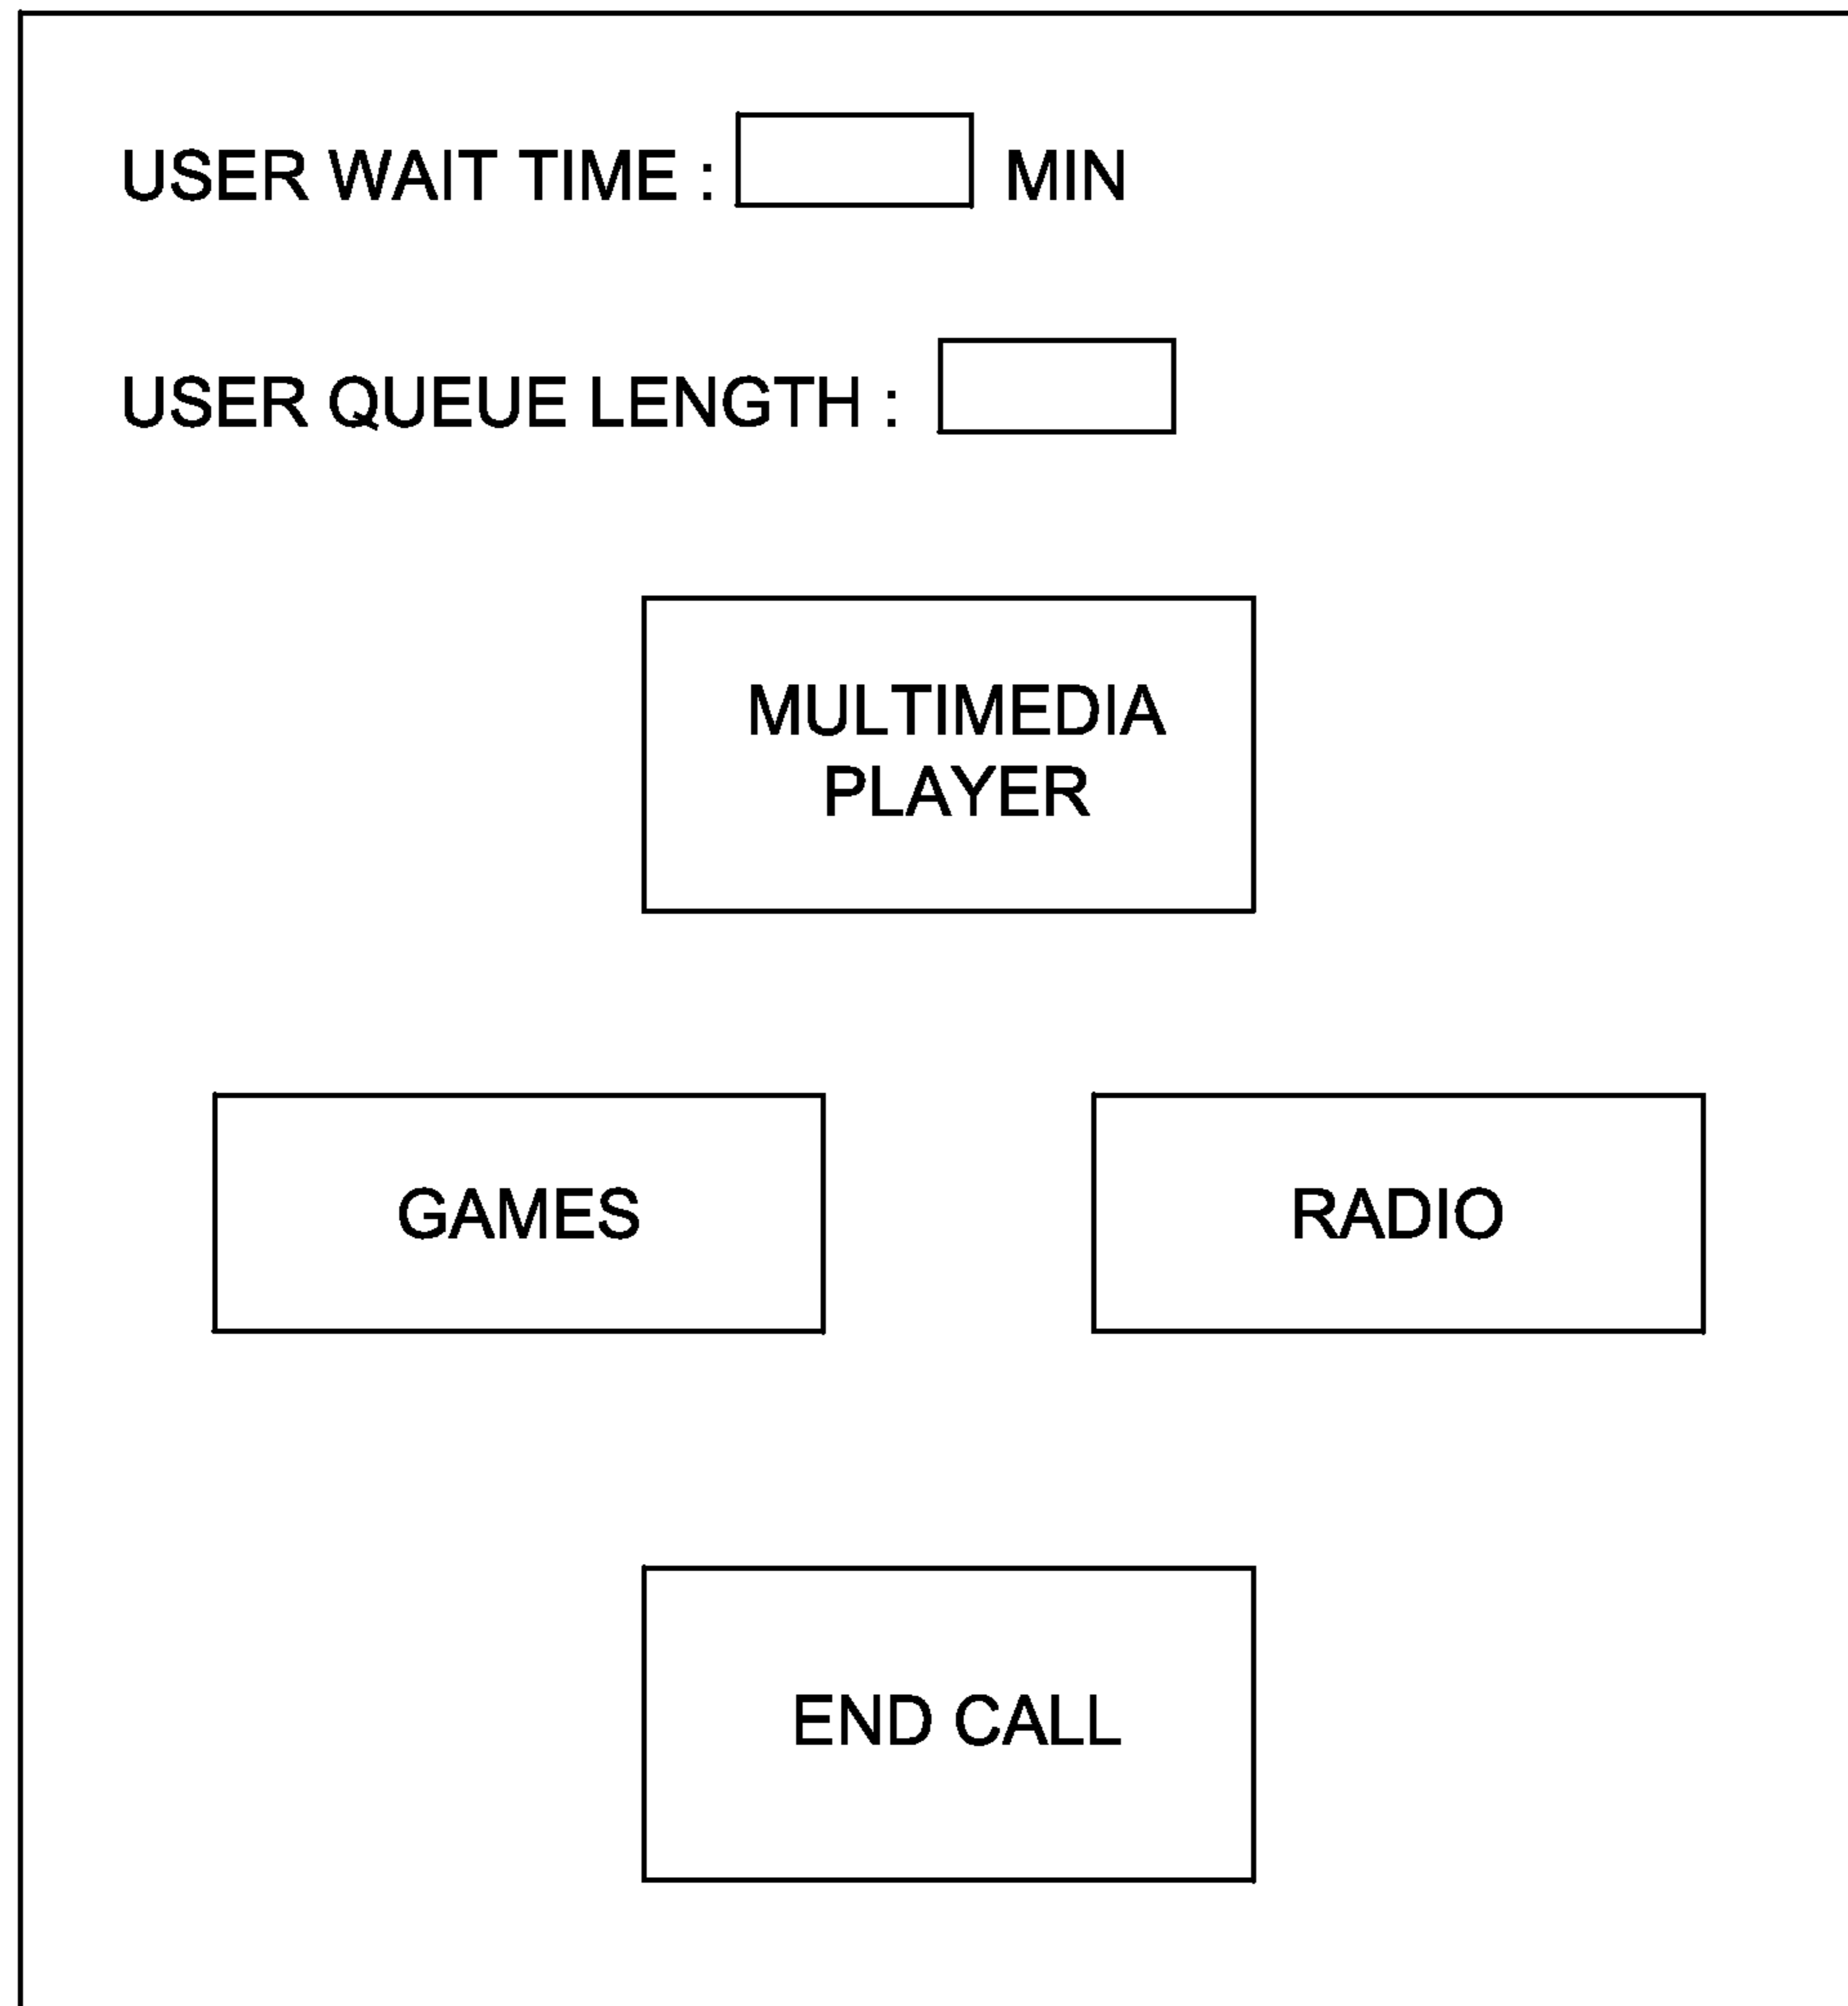 USER WAIT TIME : MIN
USER QUEUE LENGTH :
MULTIMEDIA
PLAYER
GAMES
RADIO
END CALL